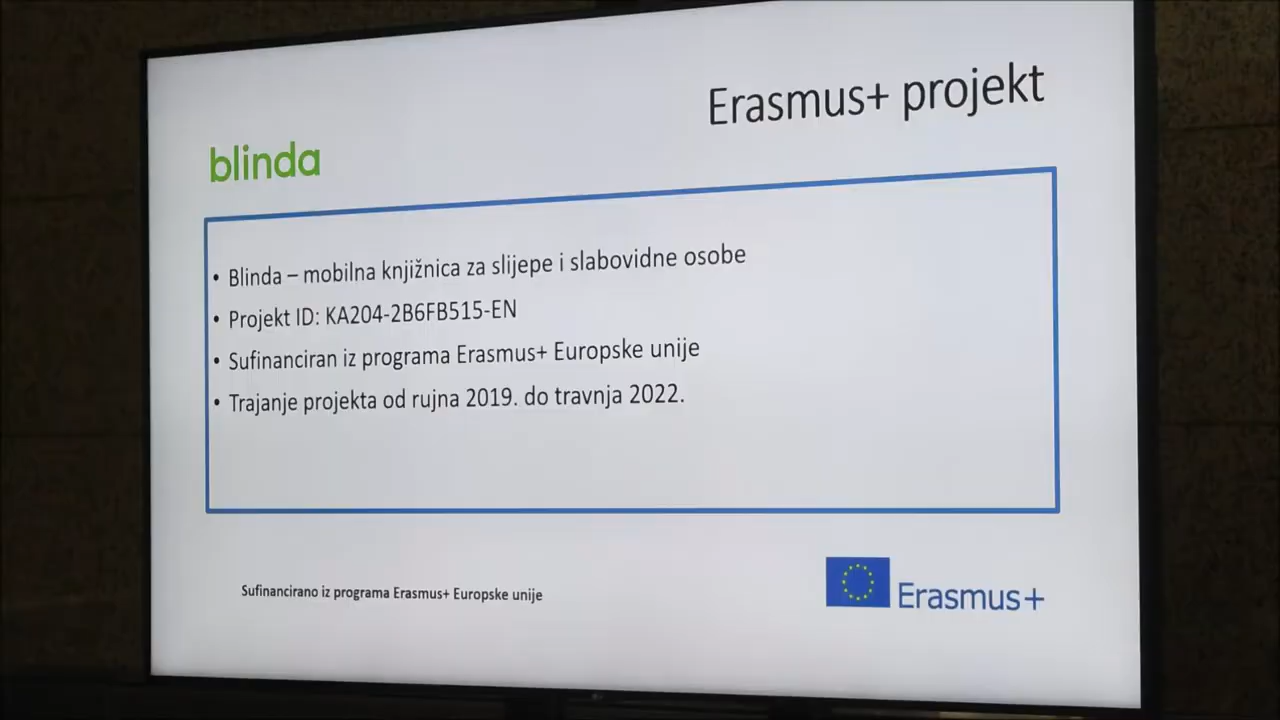 Erasmus+ projekt
blinda
• Blinda – mobilna knjižnica za slijepe i slabovidne osobe
• Projekt ID: KA204-2B6FB515-EN
• Sufinanciran iz programa Erasmus+ Europske unije
• Trajanje projekta od rujna 2019. do travnja 2022.
Sufinancirano iz programa Erasmus+ Europske unije
Erasmus+